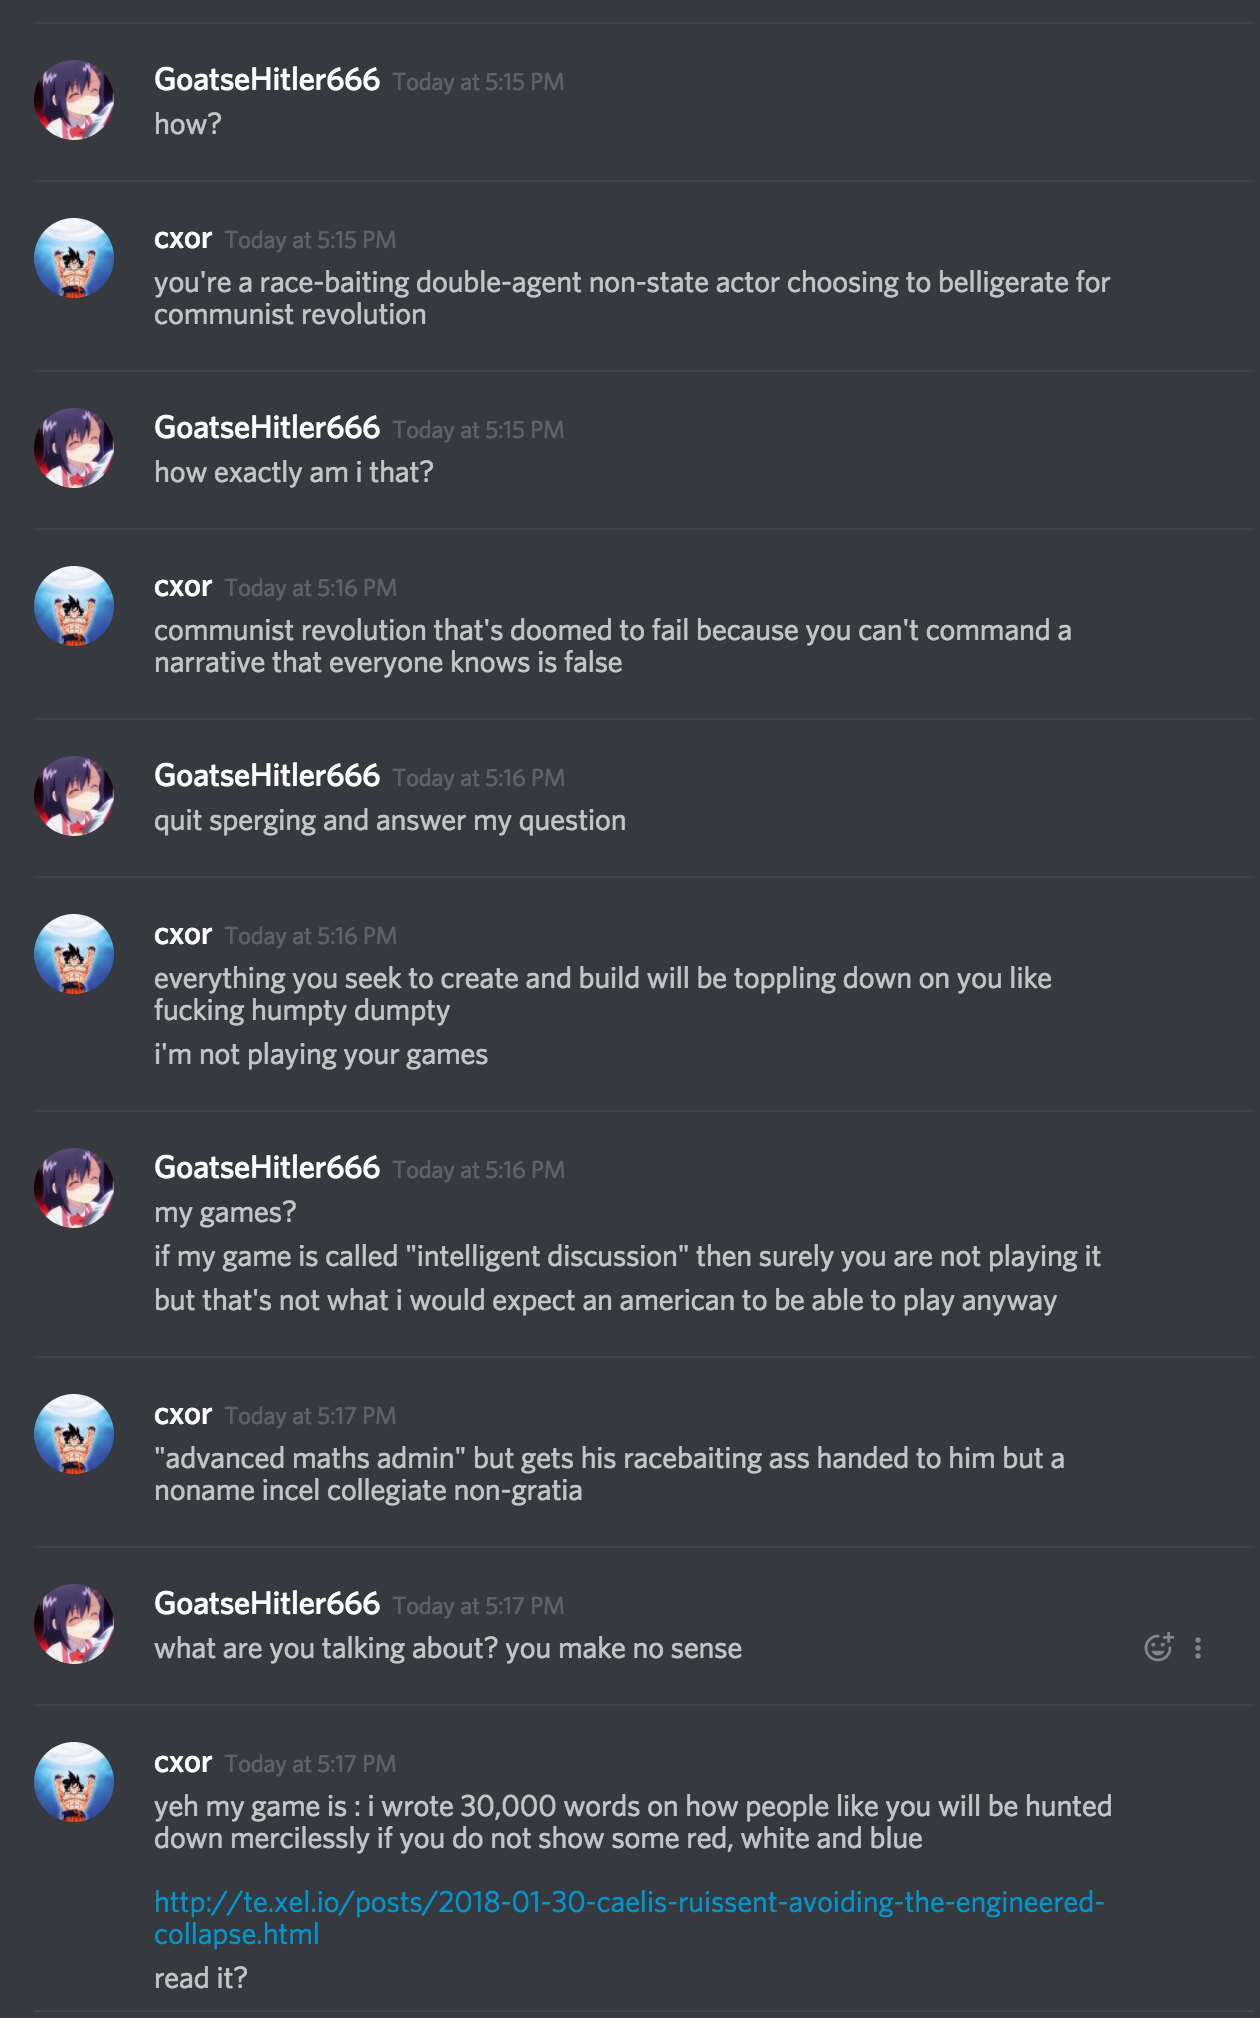 GoatseHitler666 Today at 5:15 PM
how?
cxor Today at 5:15 PM
you're a race-baiting double-agent non-state actor choosing to belligerate for
communist revolution
GoatseHitler666 Today at 5:15 PM
how exactly am i that?
cxor Today at 5:16 PM
communist revolution that's doomed to fail because you can't command a
narrative that everyone knows is false
GoatseHitler666 Today at 5:16 PM
quit sperging and answer my question
cxor Today at 5:16 PM
everything you seek to create and build will be toppling down on you like
fucking humpty dumpty
i'm not playing your games
GoatseHitler666 Today at 5:16 PM
my games?
if my game is called "intelligent discussion" then surely you are not playing it
but that's not what i would expect an american to be able to play anyway
cxor Today at 5:17 PM
"advanced maths admin" but gets his racebaiting ass handed to him but a
noname incel collegiate non-gratia
GoatseHitler666 Today at 5:17 PM
what are you talking about? you make no sense
cxor Today at 5:17 PM
yeh my game is : i wrote 30,000 words on how people like you will be hunted
down mercilessly if you do not show some red, white and blue
http://te.xel.io/posts/2018-01-30-caelis-ruissent-avoiding-the-engineered-
collapse.html
read it?